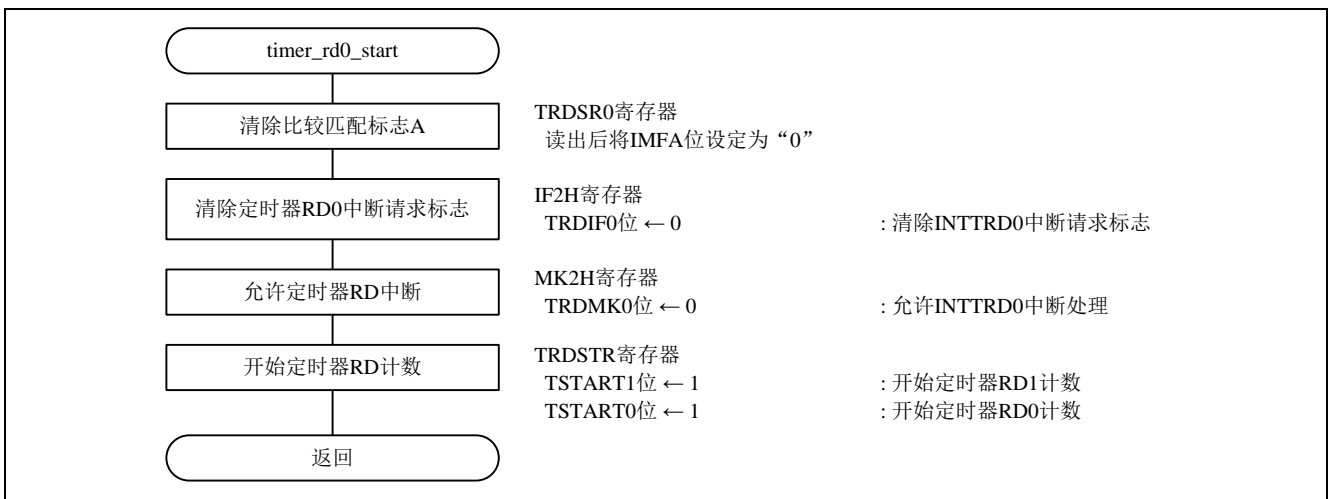 timer_rd0_start
清除比较匹配标志A
TRDSR0寄存器
读出后将IMFA位设定为“0”
清除定时器RD0中断请求标志
IF2H寄存器
TRDIF0位 ← 0 : 清除INTTRD0中断请求标志
允许定时器RD中断
MK2H寄存器
TRDMK0位 ← 0 : 允许INTTRD0中断处理
开始定时器RD计数
TRDSTR寄存器
TSTART1位 ← 1 : 开始定时器RD1计数
TSTART0位 ← 1 : 开始定时器RD0计数
返回